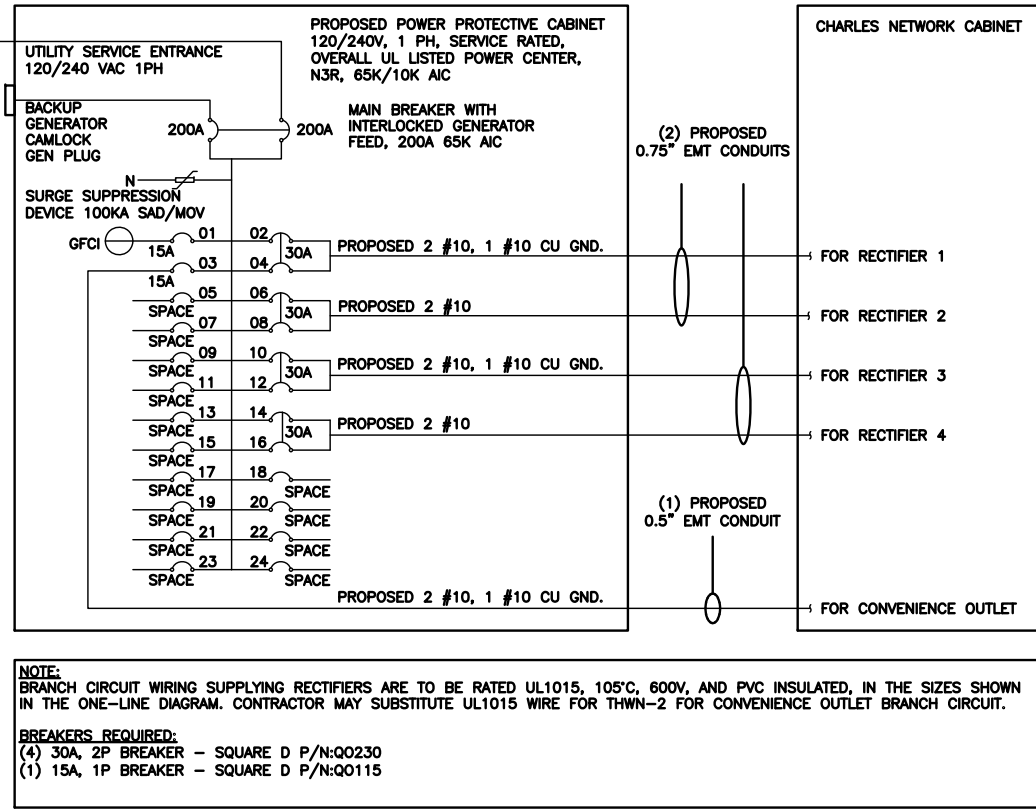 PROPOSED POWER PROTECTIVE CABINET
120/240V, 1 PH, SERVICE RATED,
OVERALL UL LISTED POWER CENTER,
N3R, 65K/10K AIC
CHARLES NETWORK CABINET
UTILITY SERVICE ENTRANCE
120/240 VAC 1PH
BACKUP
GENERATOR
CAMLOCK
GEN PLUG
200A
200A
MAIN BREAKER WITH
INTERLOCKED GENERATOR
FEED, 200A 65K AIC
(2) PROPOSED
0.75" EMT CONDUITS
N
SURGE SUPPRESSION
DEVICE 100KA SAD/MOV
GFCI
15A
01
02
30A
PROPOSED 2 #10, 1 #10 CU GND.
FOR RECTIFIER 1
15A
03
04
SPACE
05
06
30A
PROPOSED 2 #10
FOR RECTIFIER 2
SPACE
07
08
SPACE
09
10
30A
PROPOSED 2 #10, 1 #10 CU GND.
FOR RECTIFIER 3
SPACE
11
12
SPACE
13
14
30A
PROPOSED 2 #10
FOR RECTIFIER 4
SPACE
15
16
SPACE
17
18
SPACE
SPACE
19
20
SPACE
SPACE
21
22
SPACE
SPACE
23
24
SPACE
(1) PROPOSED
0.5" EMT CONDUIT
PROPOSED 2 #10, 1 #10 CU GND.
FOR CONVENIENCE OUTLET
NOTE:
BRANCH CIRCUIT WIRING SUPPLYING RECTIFIERS ARE TO BE RATED UL1015, 105°C, 600V, AND PVC INSULATED, IN THE SIZES SHOWN
IN THE ONE-LINE DIAGRAM. CONTRACTOR MAY SUBSTITUTE UL1015 WIRE FOR THWN-2 FOR CONVENIENCE OUTLET BRANCH CIRCUIT.
BREAKERS REQUIRED:
(4) 30A, 2P BREAKER - SQUARE D P/N:QO230
(1) 15A, 1P BREAKER - SQUARE D P/N:QO115